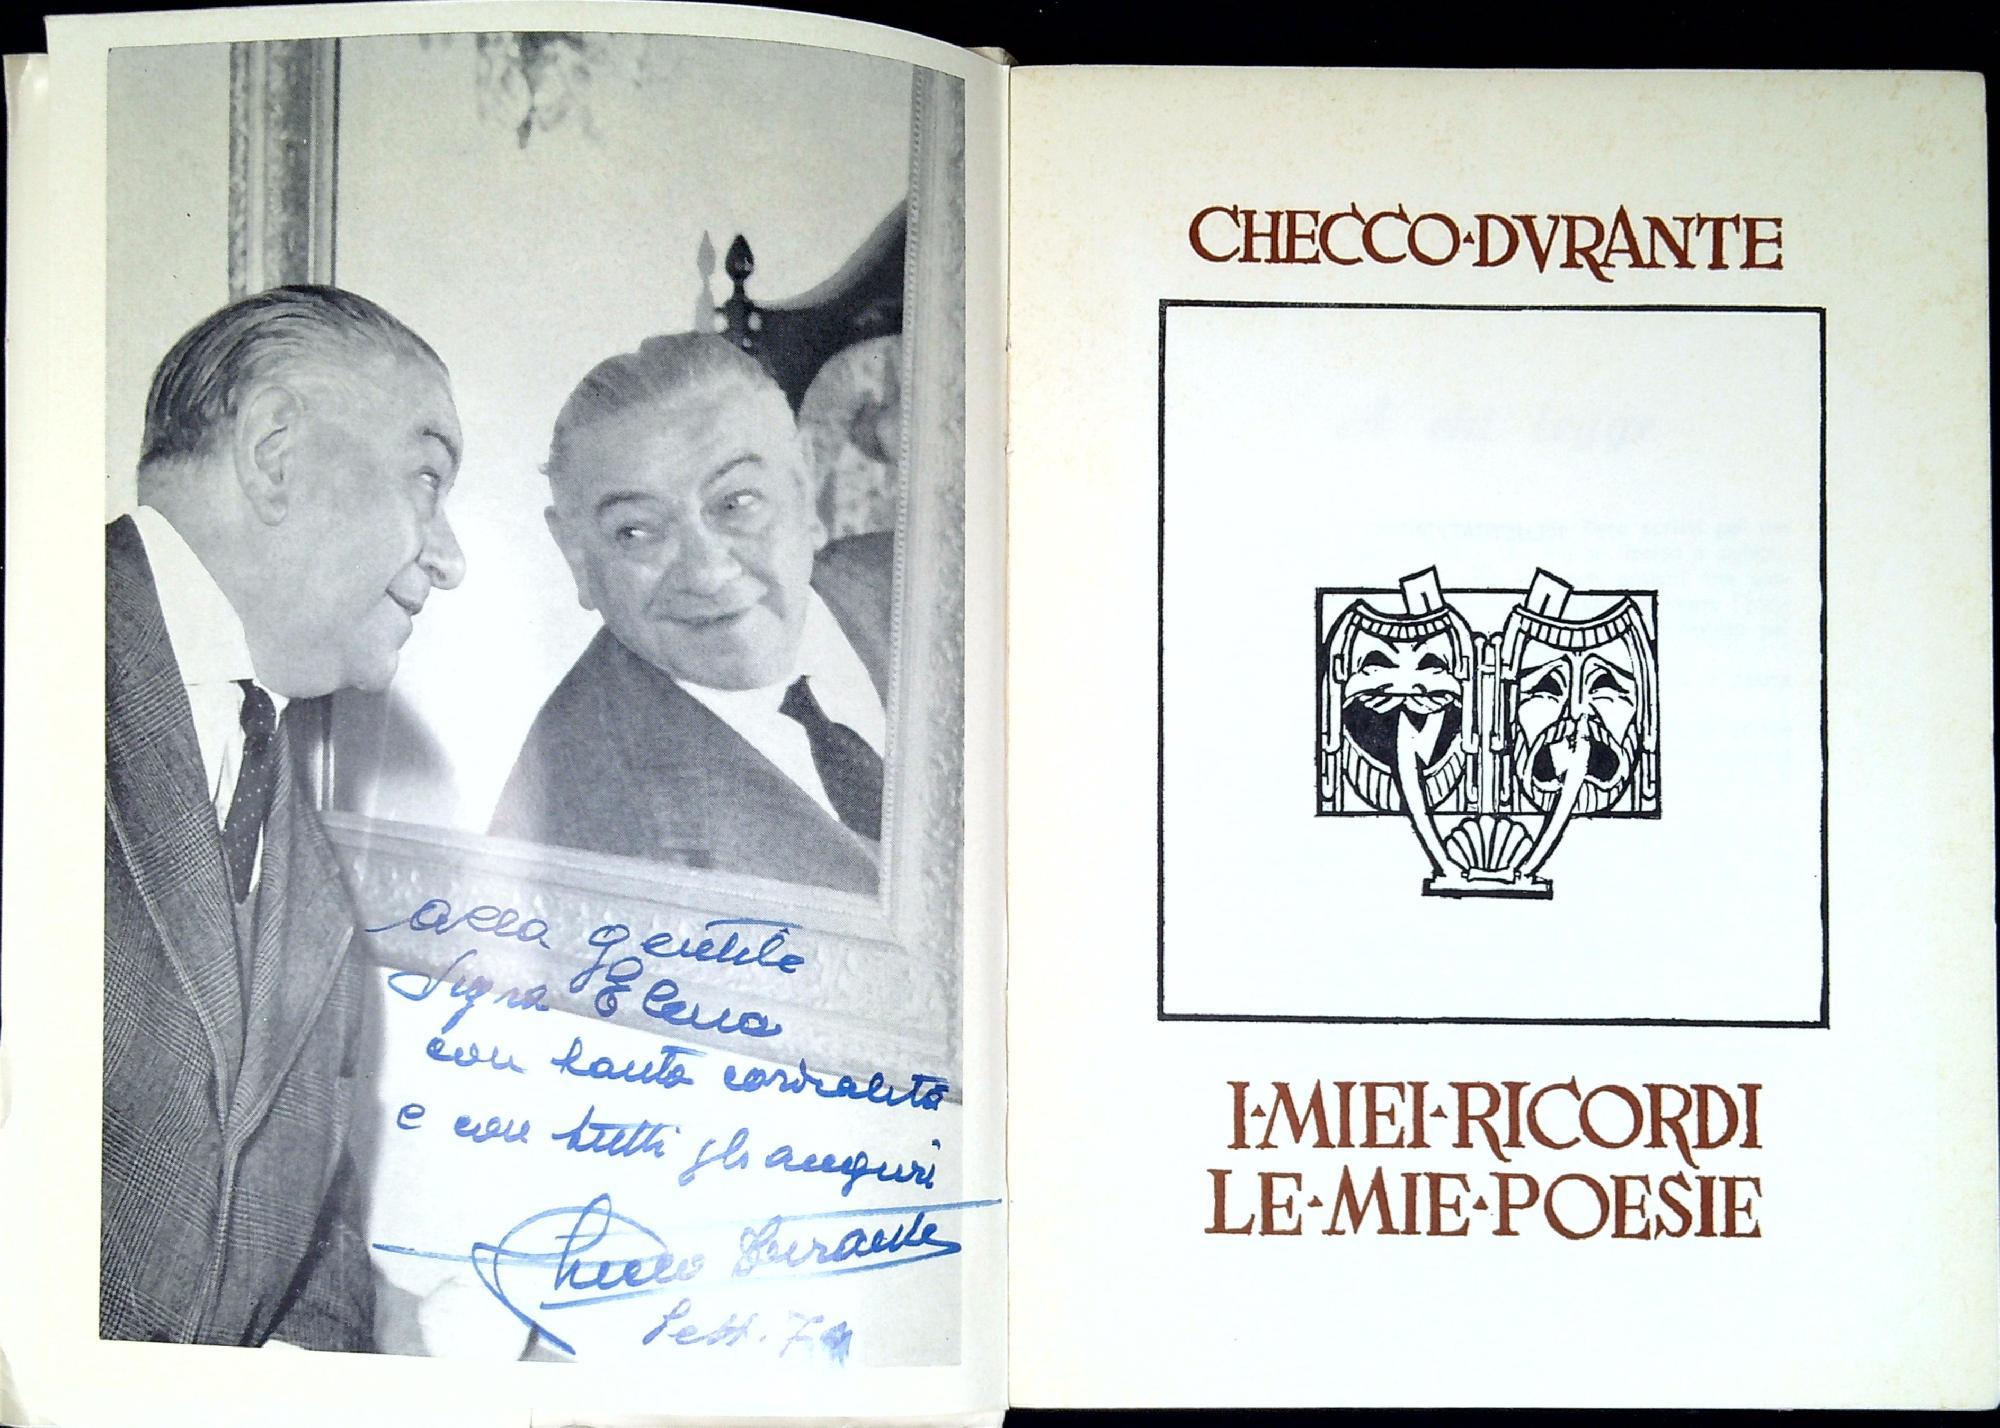 alla gentile
Sigra Elena
con tanta cordialità
e con tutti gli auguri
Checco Durante
Sett. 74
CHECCO·DVRANTE
I·MIEI·RICORDI
LE·MIE·POESIE